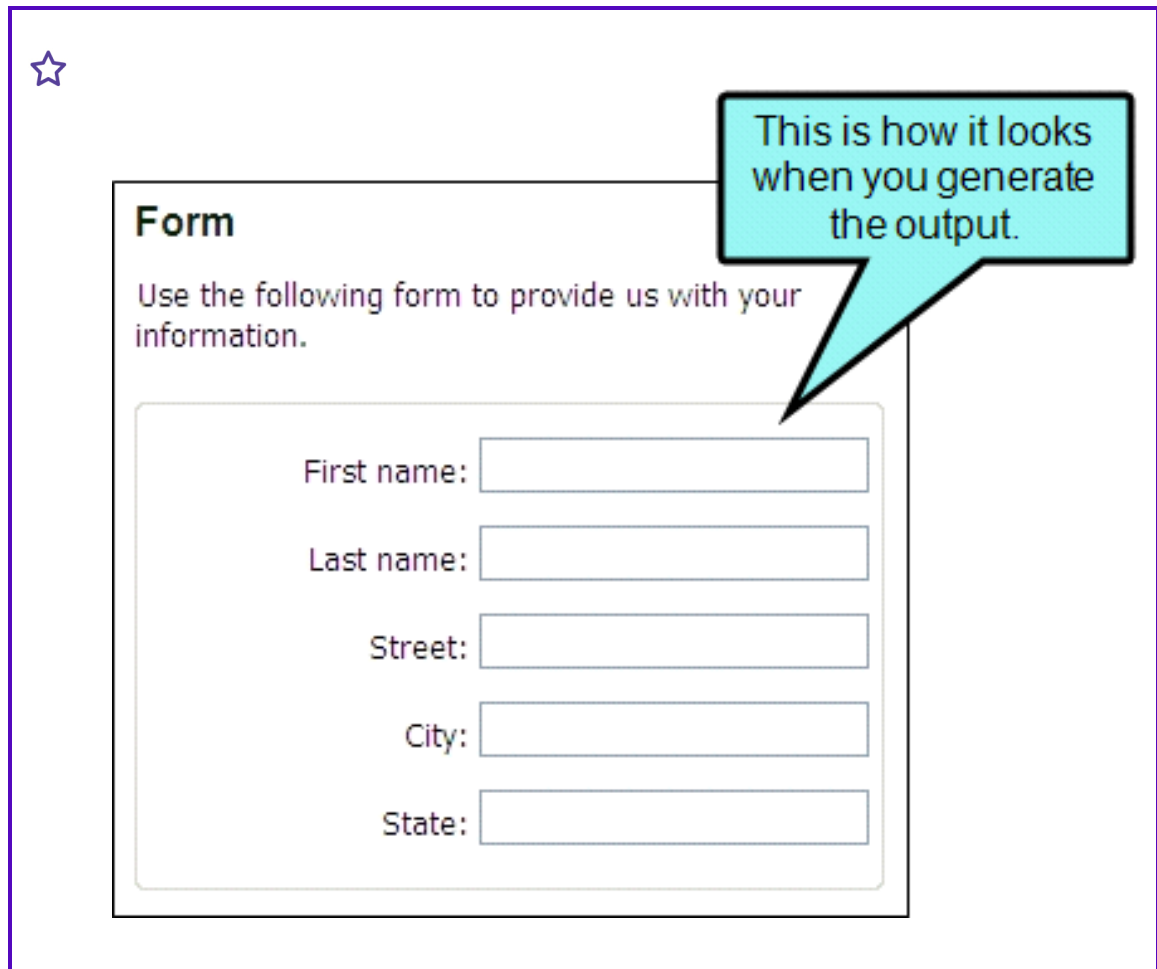 This is how it looks
when you generate
the output.
Form
Use the following form to provide us with your
information.
First name:
Last name:
Street:
City:
State: